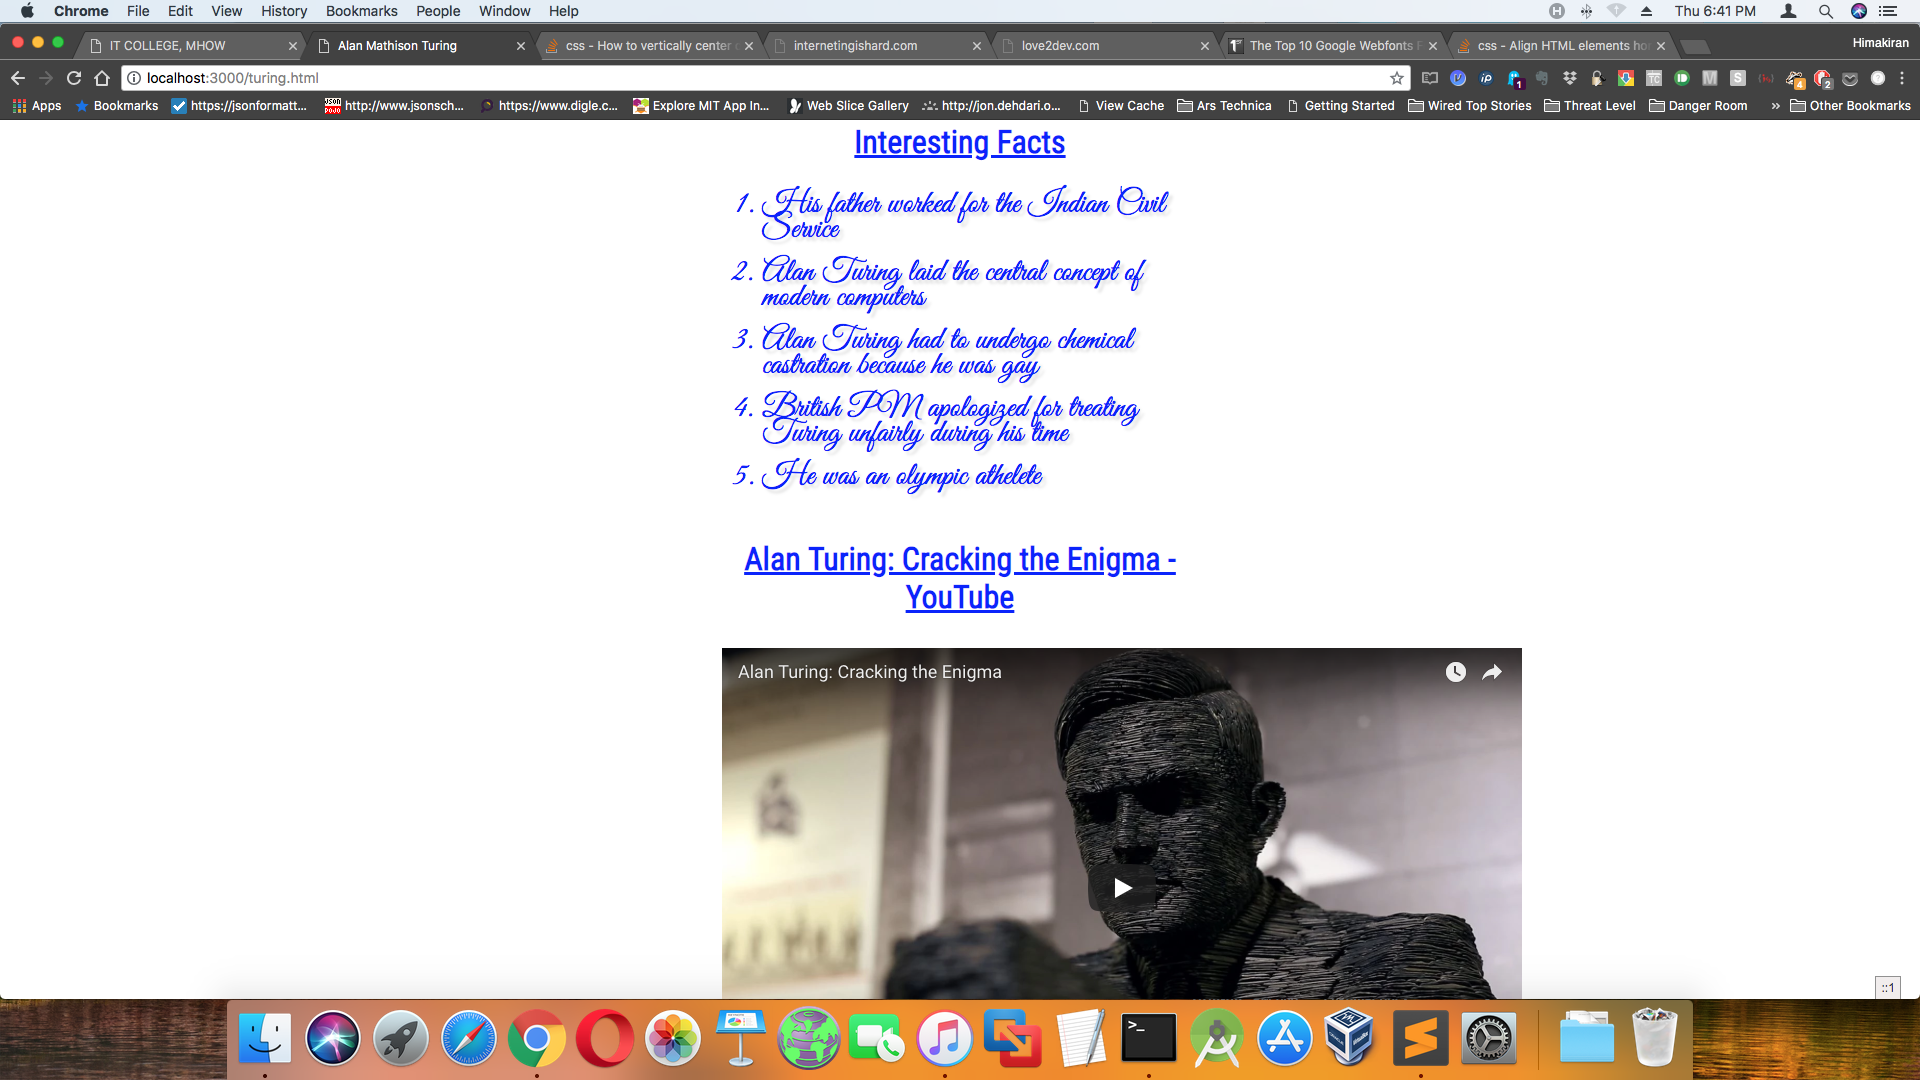 Chrome File Edit View History Bookmarks People Window Help Thu 6:41 PM
IT COLLEGE, MHOW Alan Mathison Turing css - How to vertically center internetingishard.com love2dev.com The Top 10 Google Webfonts css - Align HTML elements Himakiran
localhost:3000/turing.html
Apps Bookmarks https://jsonformatt... http://www.jsonsch... https://www.digle.c... Explore MIT App In... Web Slice Gallery http://jon.dehdari.o... View Cache Ars Technica Getting Started Wired Top Stories Threat Level Danger Room » Other Bookmarks
Interesting Facts
1. His father worked for the Indian Civil
Service
2. Alan Turing laid the central concept of
modern computers
3. Alan Turing had to undergo chemical
castration because he was gay
4. British PM apologized for treating
Turing unfairly during his time
5. He was an olympic athelete
Alan Turing: Cracking the Enigma -
YouTube
Alan Turing: Cracking the Enigma
::1